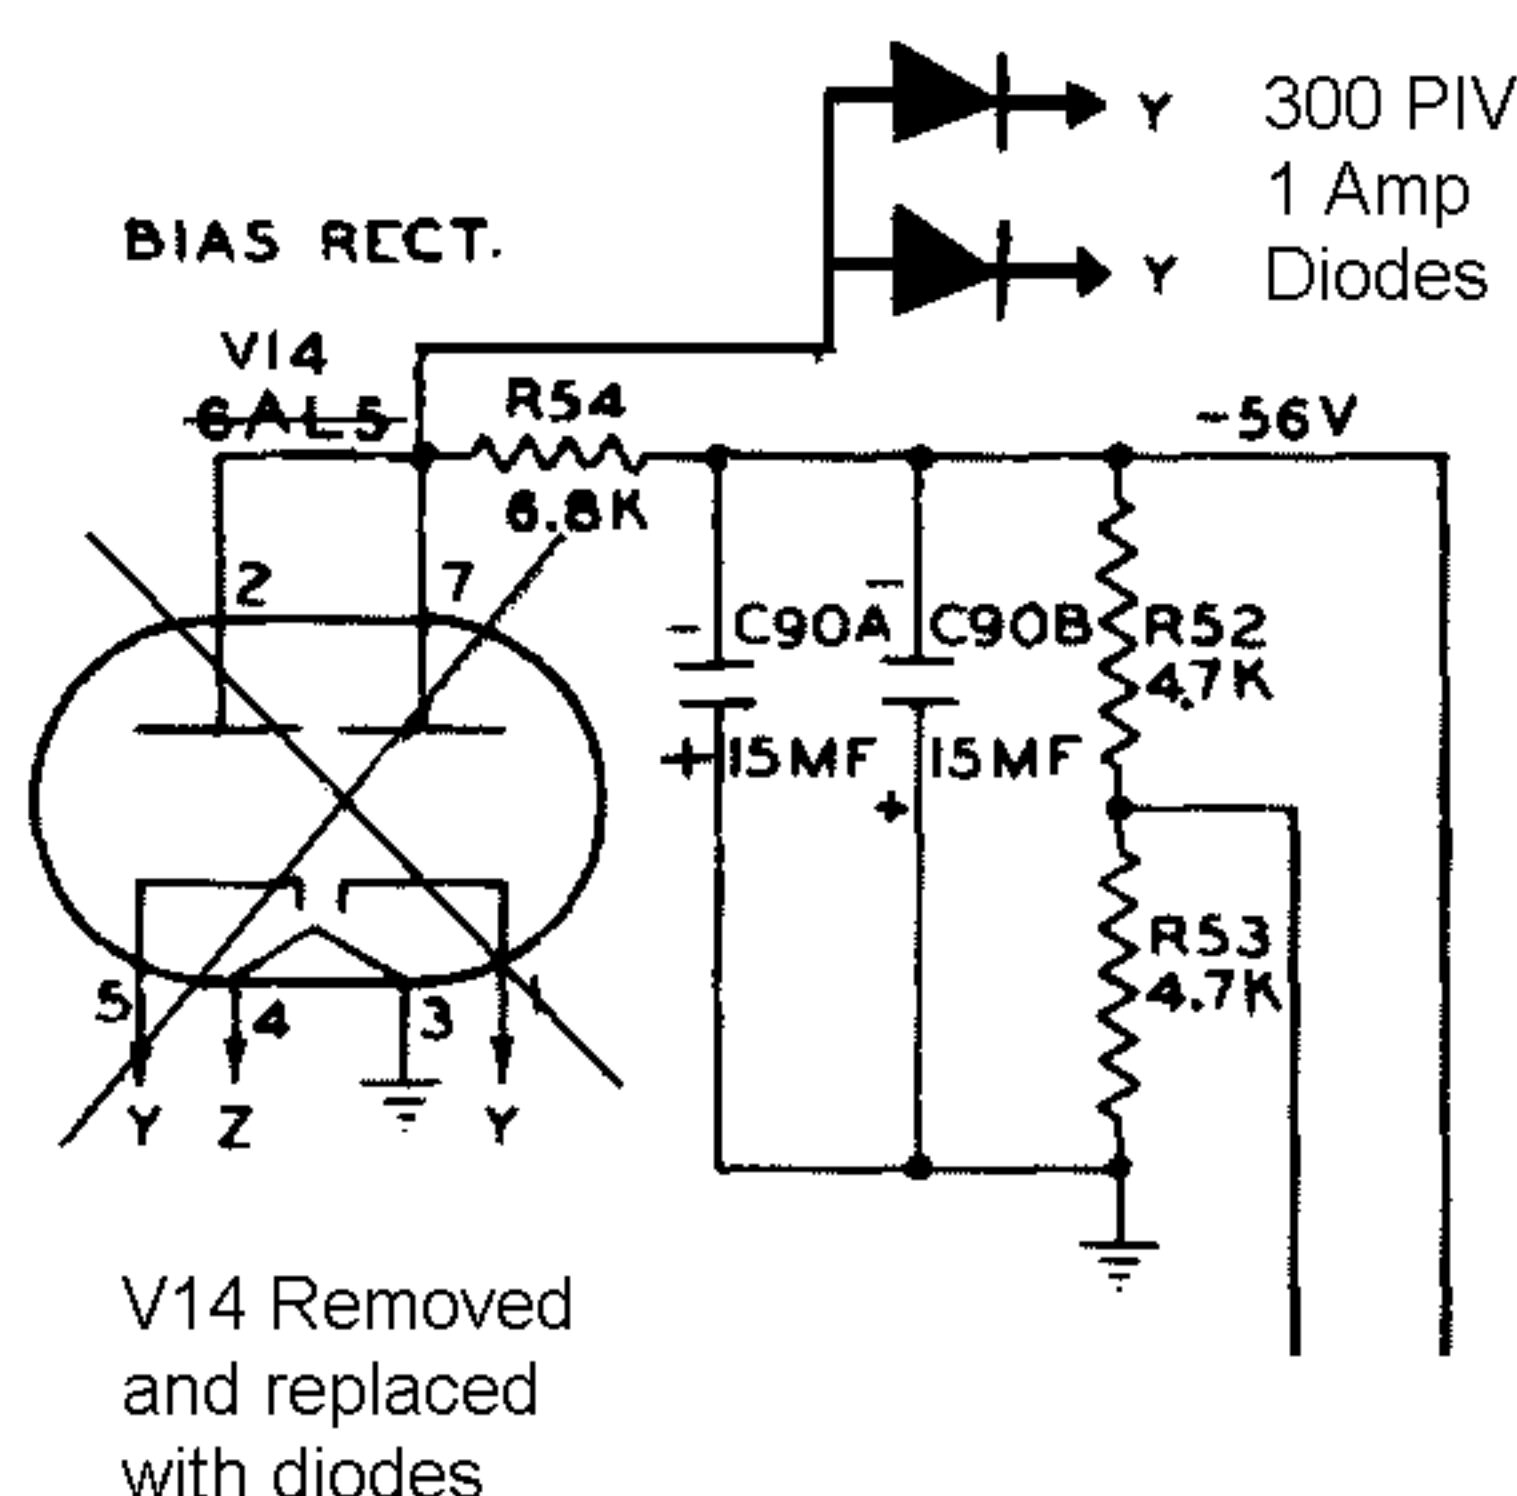 Y
300 PIV
1 Amp
Diodes
Y
BIAS RECT.
V14
6AL5
R54
6.8K
-56V
2
7
- C90A
- C90B
R52
4.7K
+ 15MF
+ 15MF
R53
4.7K
5
4
3
1
Y
Z
Y
V14 Removed
and replaced
with diodes